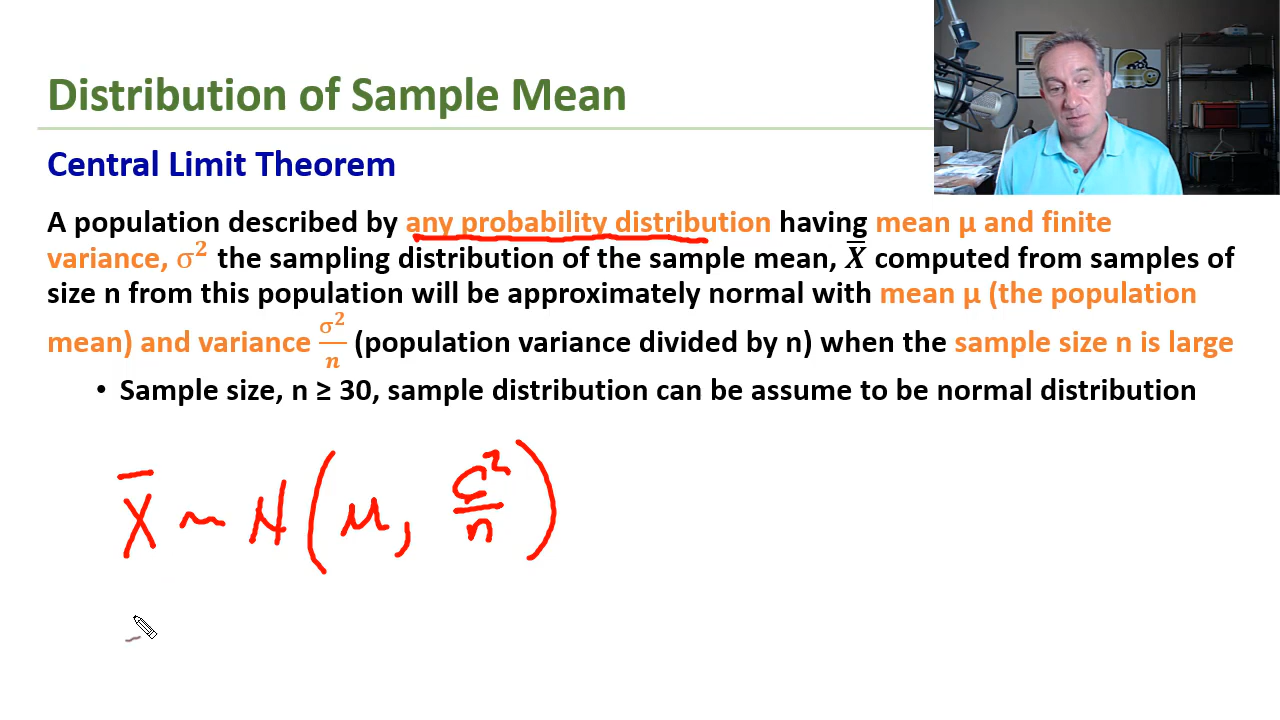 Distribution of Sample Mean
Central Limit Theorem
A population described by any probability distribution having mean μ and finite
variance, σ² the sampling distribution of the sample mean, X̅ computed from samples of
size n from this population will be approximately normal with mean μ (the population
mean) and variance σ²/n (population variance divided by n) when the sample size n is large
• Sample size, n ≥ 30, sample distribution can be assume to be normal distribution
X̅ ~ N(μ, σ²/n)